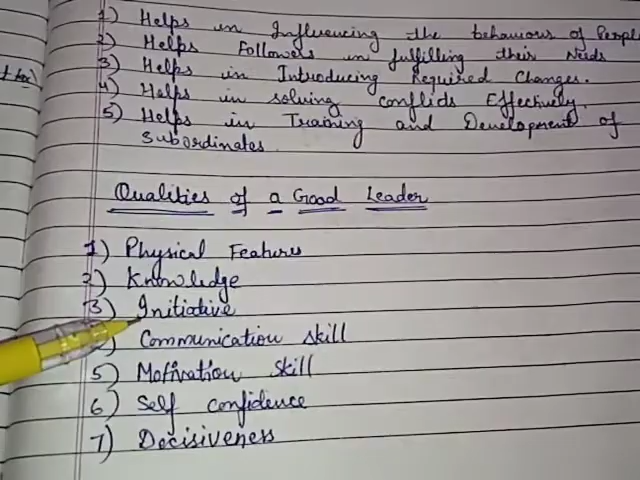 1) Helps in Influencing the behaviour of People
2) Helps Followers in fulfilling their Needs
3) Helps in Introducing Required Changes.
4) Helps in solving conflicts Effectively.
5) Helps in Training and Development of
Subordinates.
Qualities of a Good Leader
1) Physical Features
2) Knowledge
3) Initiative
Communication skill
5) Motivation skill
6) Self confidence
7) Decisiveness